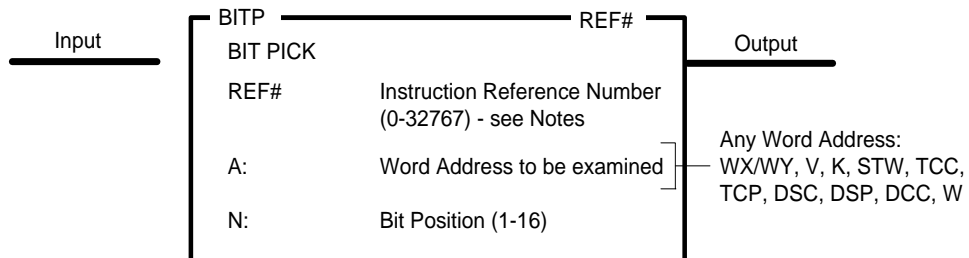 BITP REF#
Input
BIT PICK
Output
REF# Instruction Reference Number
(0-32767) - see Notes
Any Word Address:
A: Word Address to be examined
WX/WY, V, K, STW, TCC,
TCP, DSC, DSP, DCC, W
N: Bit Position (1-16)